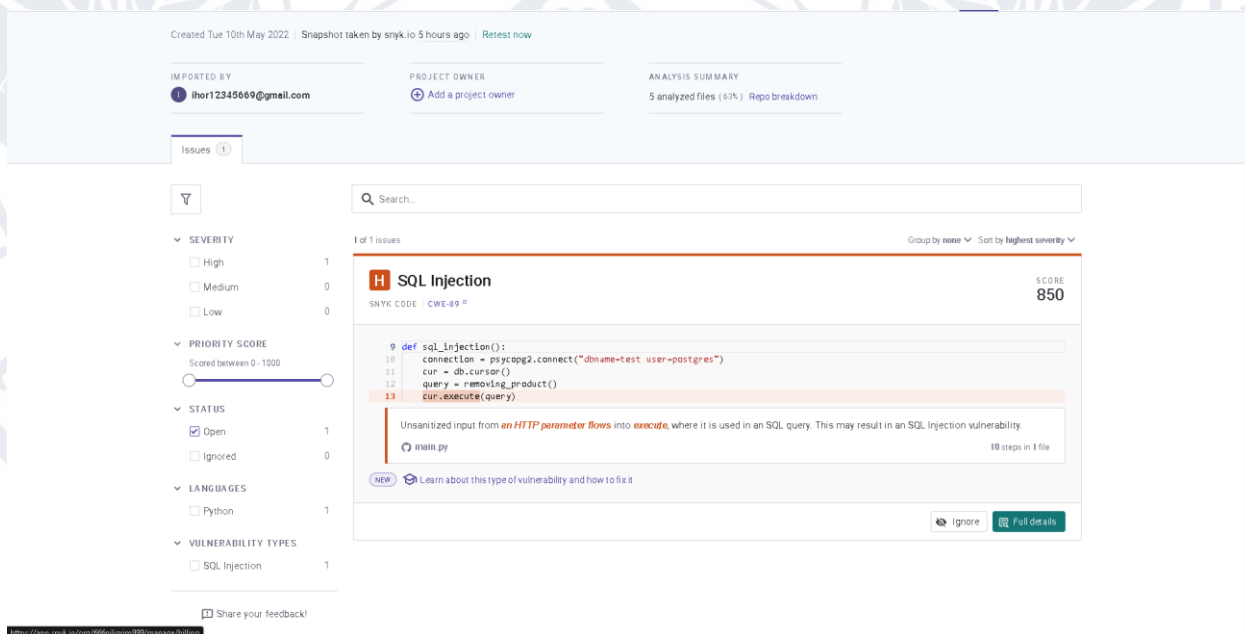 Created Tue 10th May 2022 | Snapshot taken by snyk.io 5 hours ago | Retest now
IMPORTED BY
I ihor12345669@gmail.com
PROJECT OWNER
Add a project owner
ANALYSIS SUMMARY
5 analyzed files (63%) Repo breakdown
Issues 1
Search...
SEVERITY
High 1
Medium 0
Low 0
PRIORITY SCORE
Scored between 0 - 1000
STATUS
Open 1
Ignored 0
LANGUAGES
Python 1
VULNERABILITY TYPES
SQL Injection 1
Share your feedback!
1 of 1 issues
Group by none Sort by highest severity
H SQL Injection
SNYK CODE | CWE-89
SCORE
850
9 def sql_injection():
10 connection = psycopg2.connect("dbname=test user=postgres")
11 cur = db.cursor()
12 query = removing_product()
13 cur.execute(query)
Unsanitized input from an HTTP parameter flows into execute, where it is used in an SQL query. This may result in an SQL Injection vulnerability.
main.py
10 steps in 1 file
NEW Learn about this type of vulnerability and how to fix it
Ignore
Full details